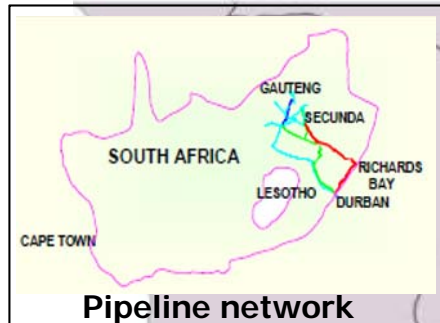 GAUTENG
SECUNDA
SOUTH AFRICA
RICHARDS
BAY
LESOTHO
DURBAN
CAPE TOWN
Pipeline network